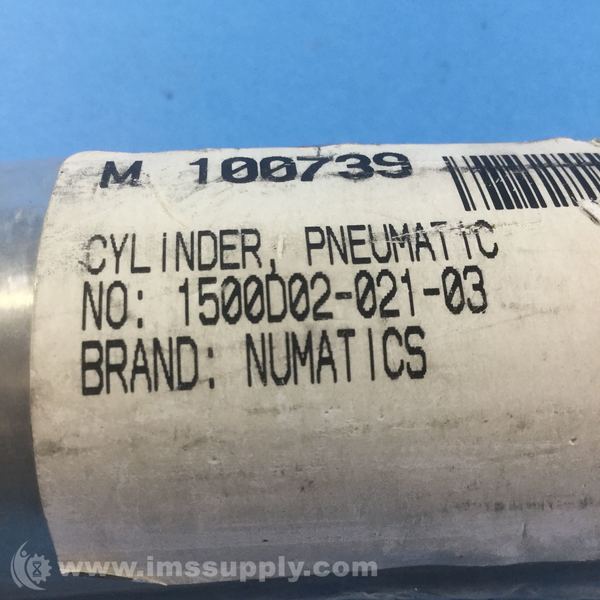 M 100739
CYLINDER, PNEUMATIC
NO: 1500D02-021-03
BRAND: NUMATICS
www.imssupply.com